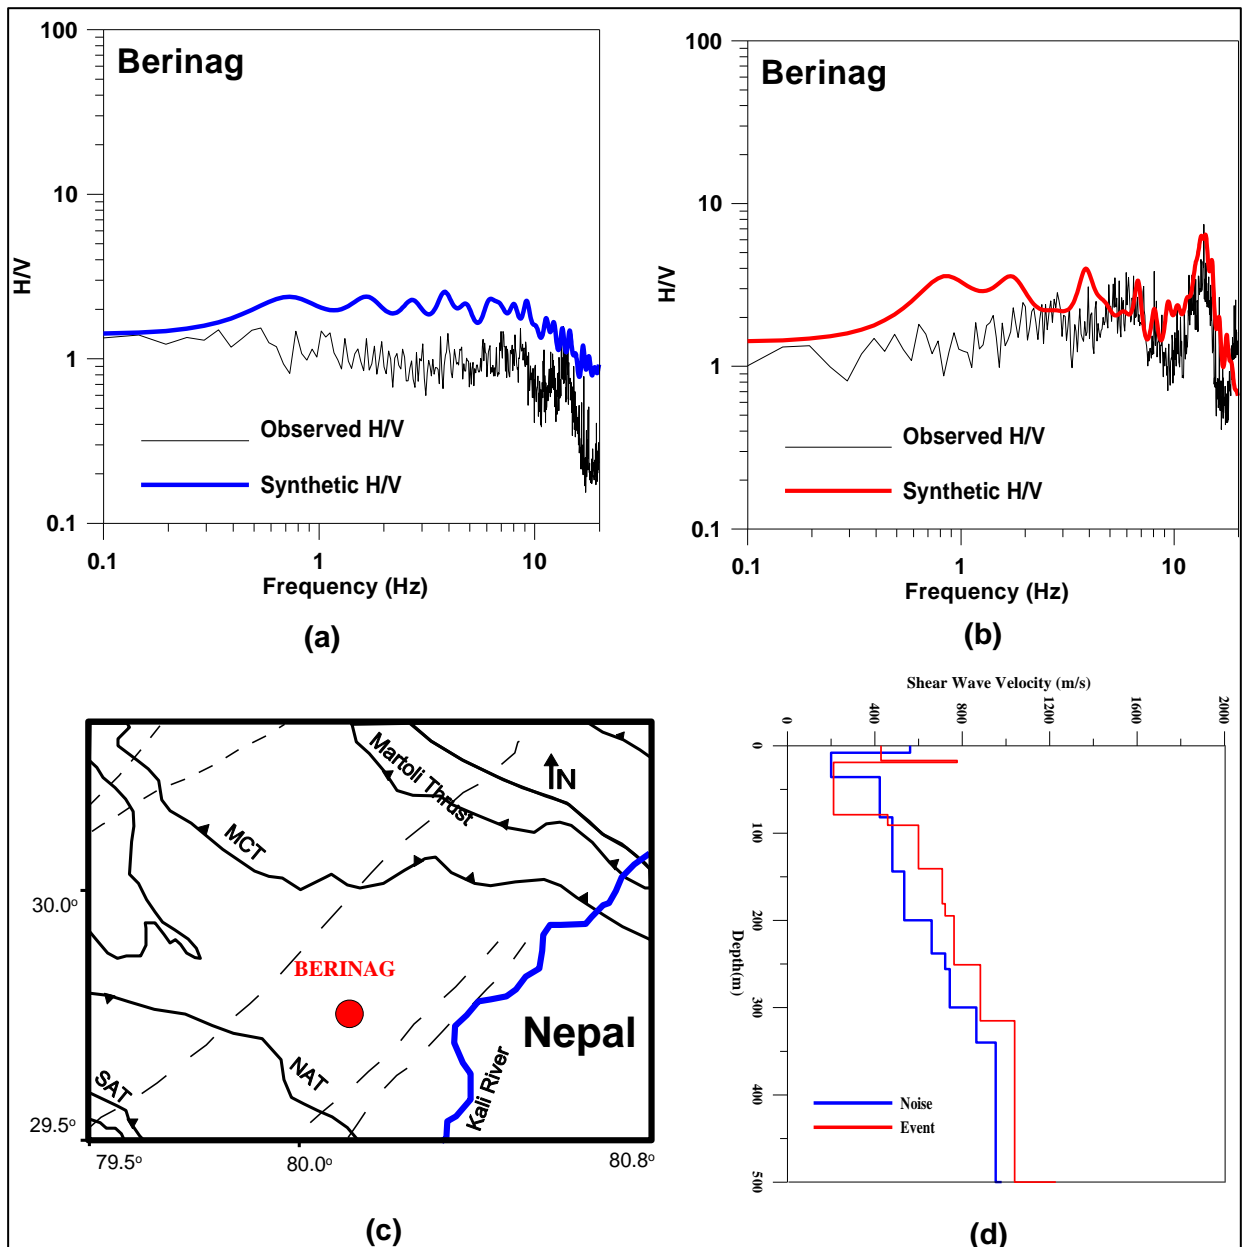 Berinag
100
10
1
0.1
H/V
Observed H/V
Synthetic H/V
0.1
1
10
Frequency (Hz)
(a)
Berinag
100
10
1
0.1
H/V
Observed H/V
Synthetic H/V
0.1
1
10
Frequency (Hz)
(b)
Martoli Thrust
N
MCT
30.0°
BERINAG
Nepal
NAT
SAT
Kali River
29.5°
79.5°
80.0°
80.8°
(c)
Shear Wave Velocity (m/s)
0
400
800
1200
1600
2000
0
100
200
300
400
500
Depth(m)
Noise
Event
(d)